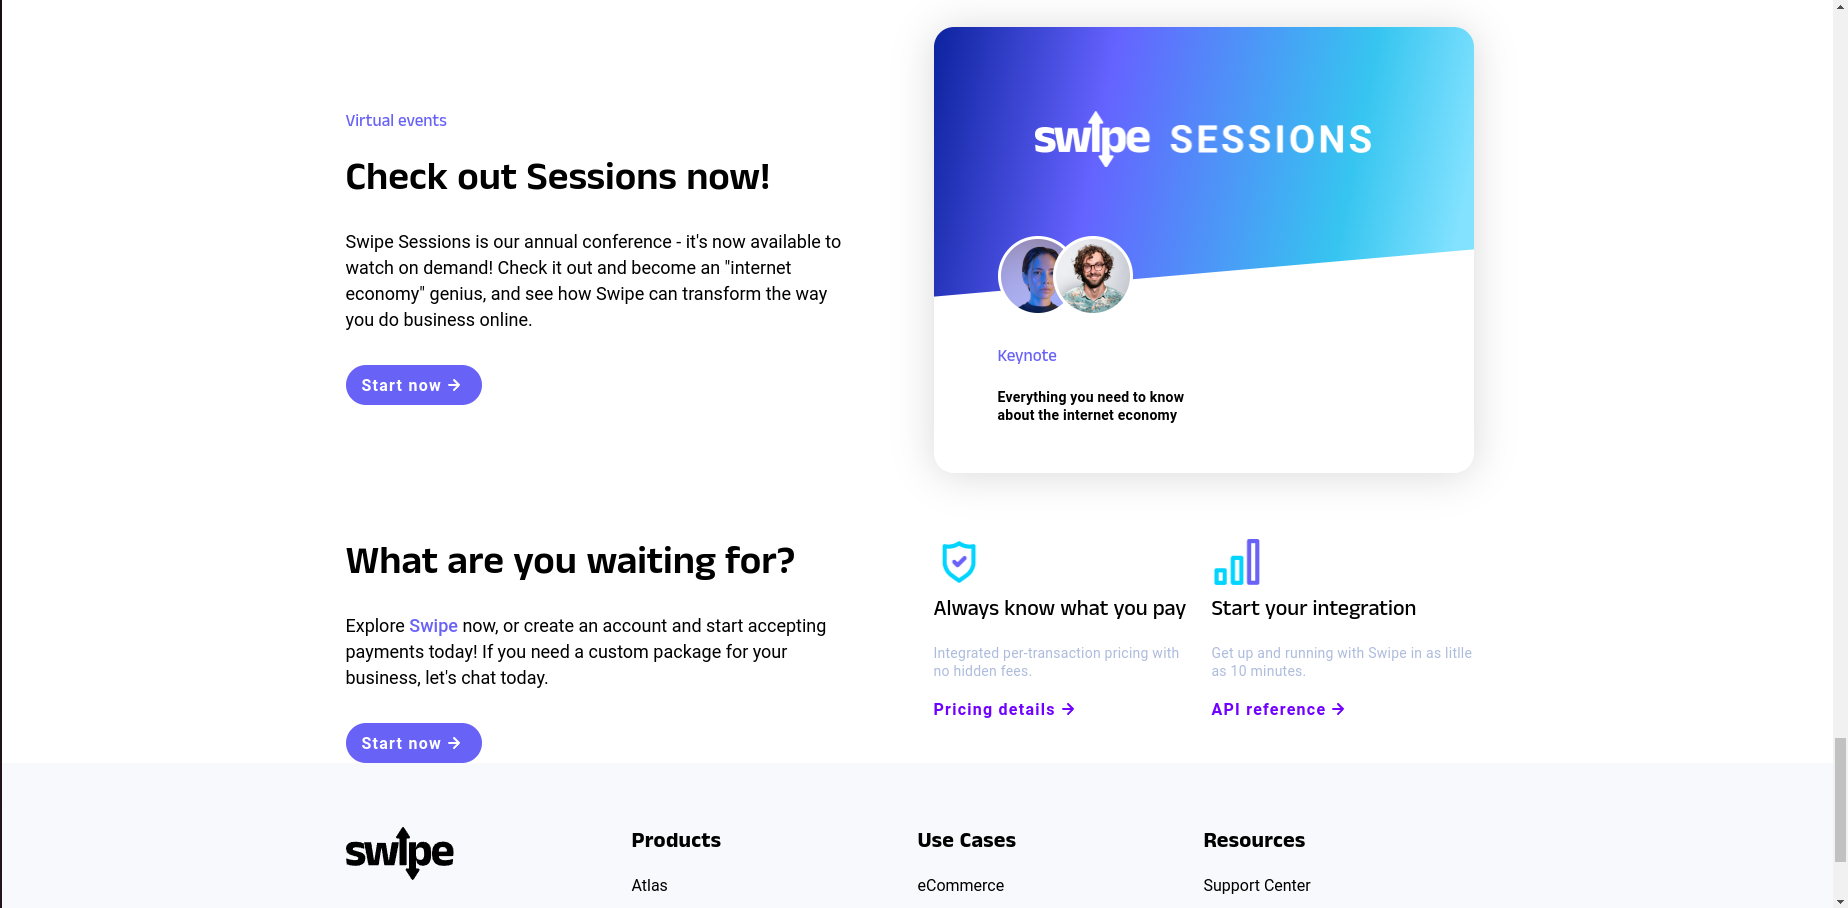 Virtual events
Check out Sessions now!
Swipe Sessions is our annual conference - it's now available to
watch on demand! Check it out and become an "internet
economy" genius, and see how Swipe can transform the way
you do business online.
Start now →
swipe SESSIONS
Keynote
Everything you need to know
about the internet economy
What are you waiting for?
Explore Swipe now, or create an account and start accepting
payments today! If you need a custom package for your
business, let's chat today.
Start now →
Always know what you pay
Integrated per-transaction pricing with
no hidden fees.
Pricing details →
Start your integration
Get up and running with Swipe in as litlle
as 10 minutes.
API reference →
swipe
Products
Atlas
Use Cases
eCommerce
Resources
Support Center